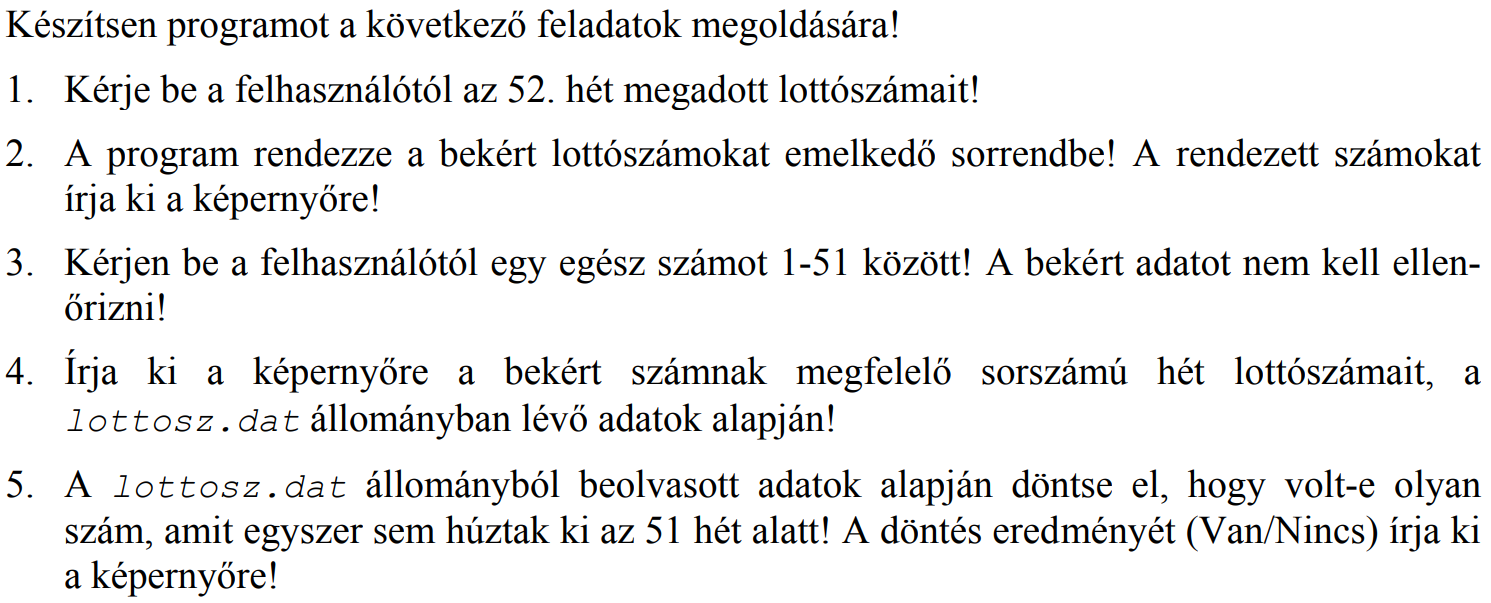 Készítsen programot a következő feladatok megoldására!
1. Kérje be a felhasználótól az 52. hét megadott lottószámait!
2. A program rendezze a bekért lottószámokat emelkedő sorrendbe! A rendezett számokat
írja ki a képernyőre!
3. Kérjen be a felhasználótól egy egész számot 1-51 között! A bekért adatot nem kell ellen-
őrizni!
4. Írja ki a képernyőre a bekért számnak megfelelő sorszámú hét lottószámait, a
lottosz.dat állományban lévő adatok alapján!
5. A lottosz.dat állományból beolvasott adatok alapján döntse el, hogy volt-e olyan
szám, amit egyszer sem húztak ki az 51 hét alatt! A döntés eredményét (Van/Nincs) írja ki
a képernyőre!